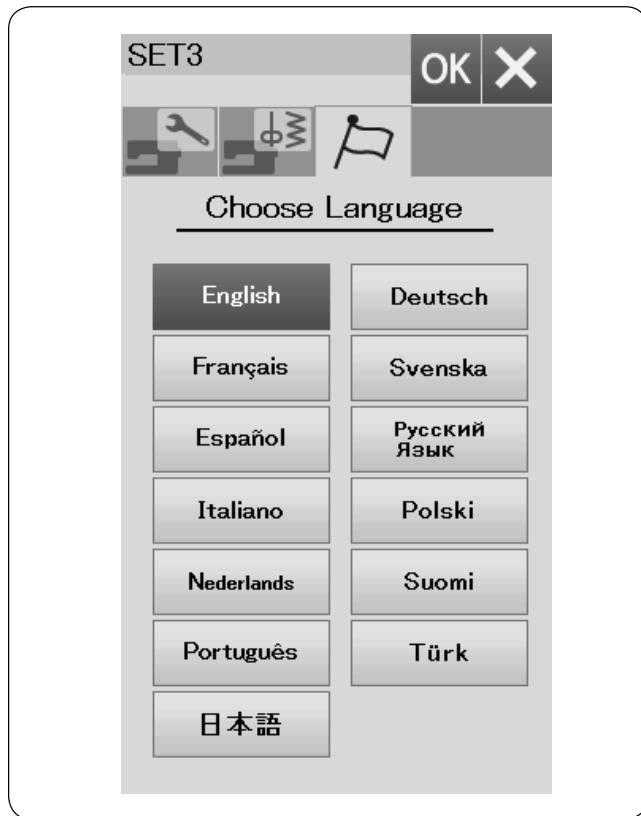 SET3
OK
Choose Language
English
Deutsch
Français
Svenska
Español
Русский
Язык
Italiano
Polski
Nederlands
Suomi
Português
Türk
日本語